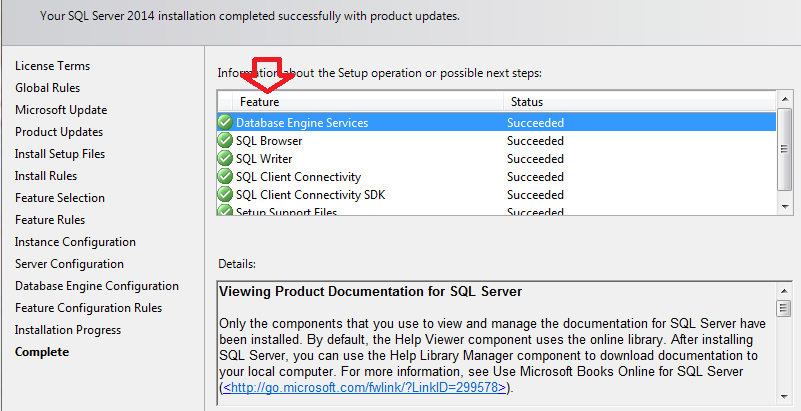 Your SQL Server 2014 installation completed successfully with product updates.
License Terms
Global Rules
Microsoft Update
Product Updates
Install Setup Files
Install Rules
Feature Selection
Feature Rules
Instance Configuration
Server Configuration
Database Engine Configuration
Feature Configuration Rules
Installation Progress
Complete
Information about the Setup operation or possible next steps:
Feature Status
Database Engine Services Succeeded
SQL Browser Succeeded
SQL Writer Succeeded
SQL Client Connectivity Succeeded
SQL Client Connectivity SDK Succeeded
Setup Support Files Succeeded
Details:
Viewing Product Documentation for SQL Server
Only the components that you use to view and manage the documentation for SQL Server have
been installed. By default, the Help Viewer component uses the online library. After installing
SQL Server, you can use the Help Library Manager component to download documentation to
your local computer. For more information, see Use Microsoft Books Online for SQL Server
(<http://go.microsoft.com/fwlink/?LinkID=299578>).